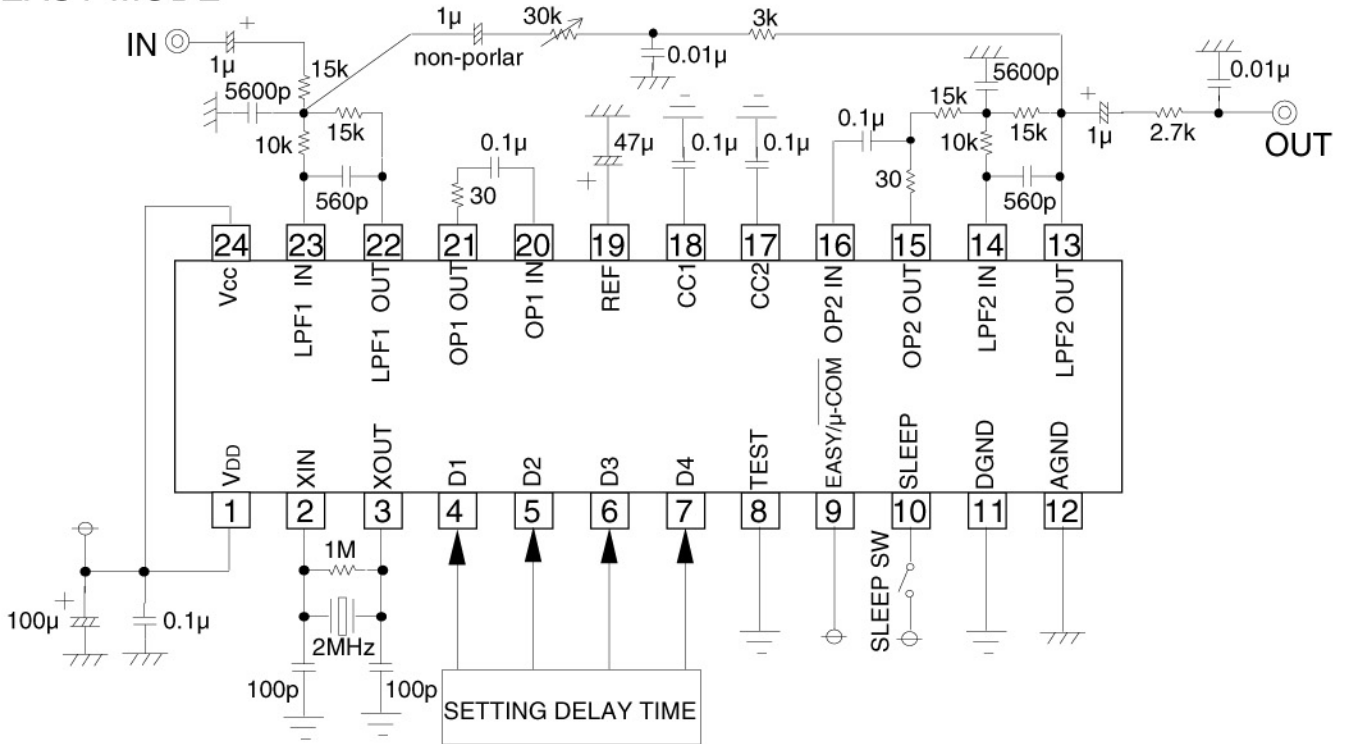 IN
1µ
+
15k
5600p
10k
15k
560p
1µ
non-porlar
30k
0.01µ
3k
0.1µ
30
47µ
+
0.1µ
0.1µ
0.1µ
30
15k
5600p
10k
15k
560p
+
1µ
2.7k
0.01µ
OUT
24 23 22 21 20 19 18 17 16 15 14 13
Vcc
LPF1 IN
LPF1 OUT
OP1 OUT
OP1 IN
REF
CC1
CC2
OP2 IN
OP2 OUT
LPF2 IN
LPF2 OUT
VDD
XIN
XOUT
D1
D2
D3
D4
TEST
EASY/µ-COM
SLEEP
DGND
AGND
1 2 3 4 5 6 7 8 9 10 11 12
+
100µ
0.1µ
1M
2MHz
100p
100p
SETTING DELAY TIME
SLEEP SW